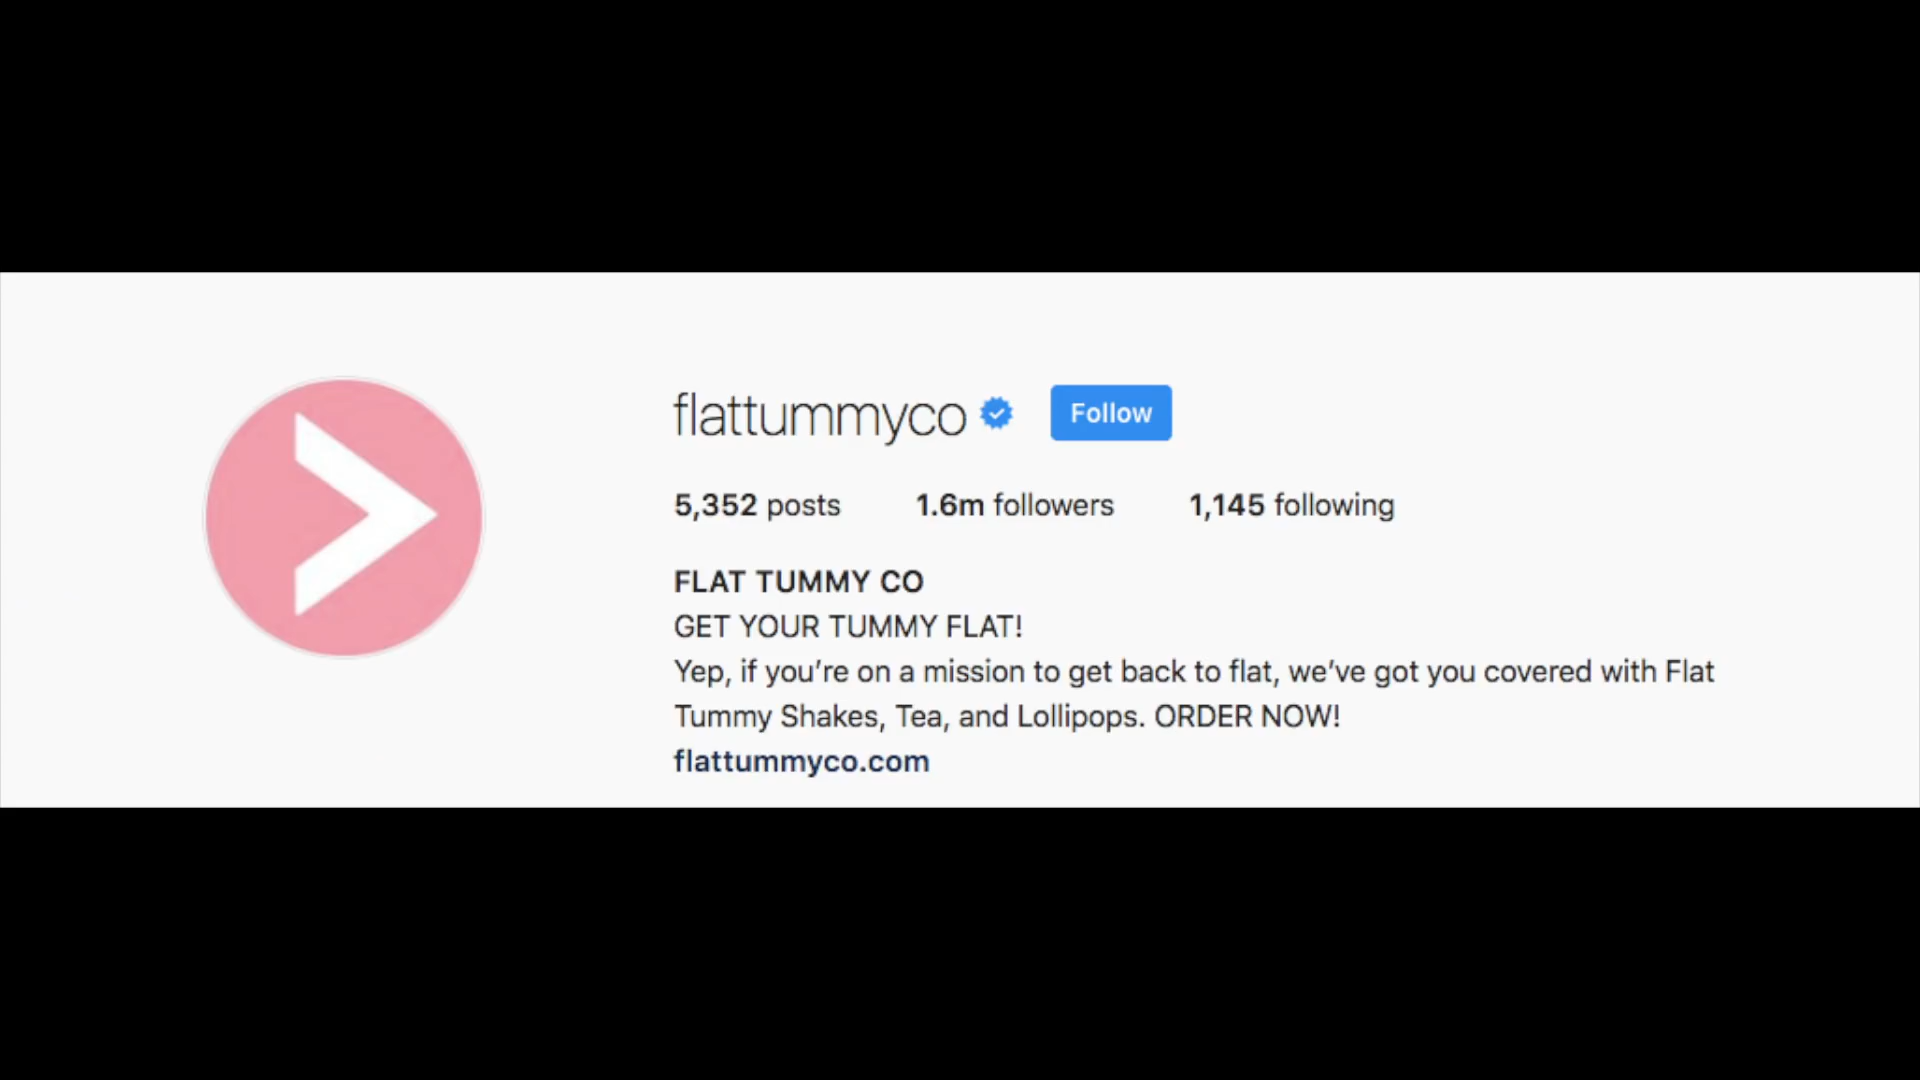 flattummyco Follow
5,352 posts 1.6m followers 1,145 following
FLAT TUMMY CO
GET YOUR TUMMY FLAT!
Yep, if you’re on a mission to get back to flat, we’ve got you covered with Flat
Tummy Shakes, Tea, and Lollipops. ORDER NOW!
flattummyco.com